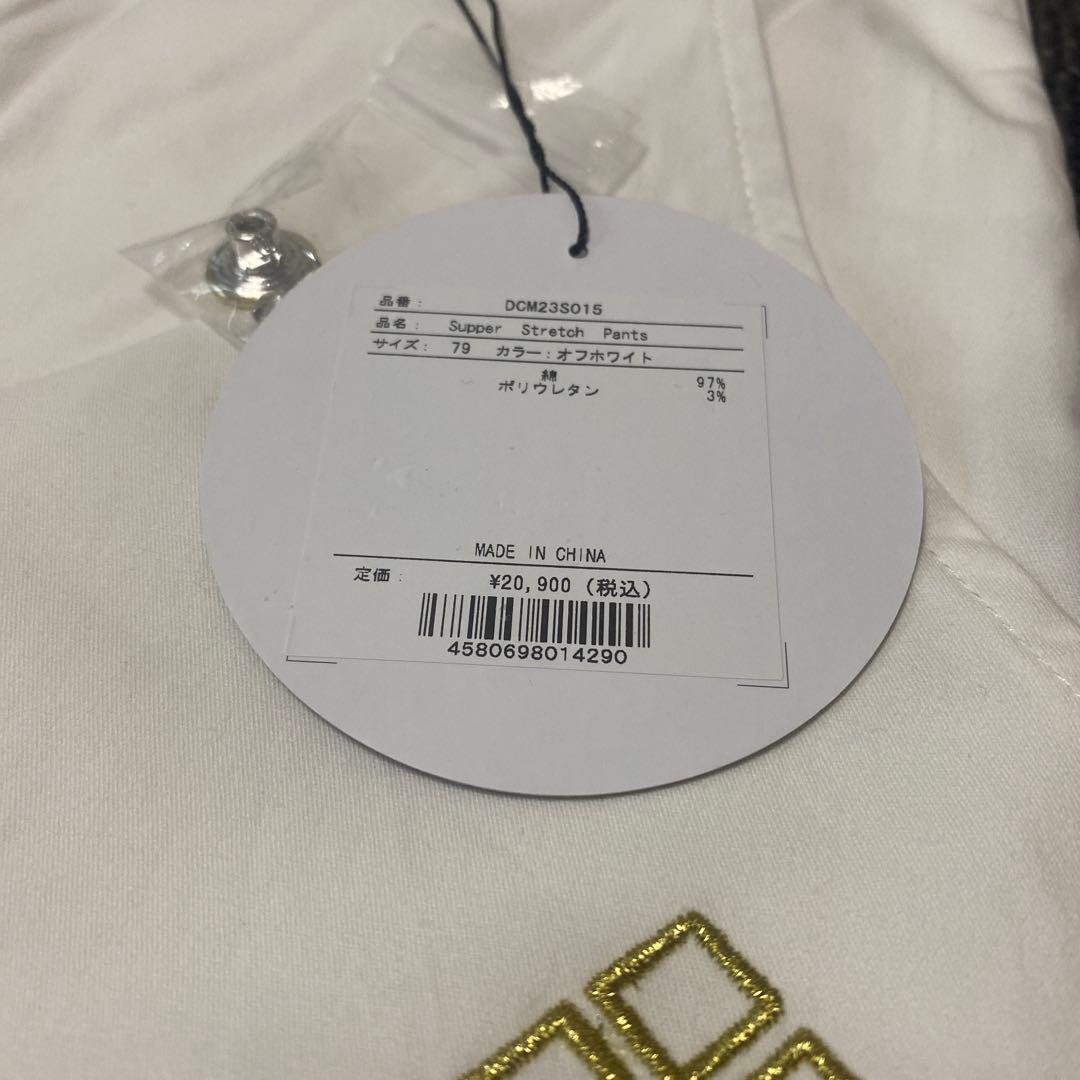 品番： DCM23S015
品名： Supper Stretch Pants
サイズ： 79 カラー：オフホワイト
綿 97%
ポリウレタン 3%
MADE IN CHINA
定価： ¥20,900 (税込)
4580698014290